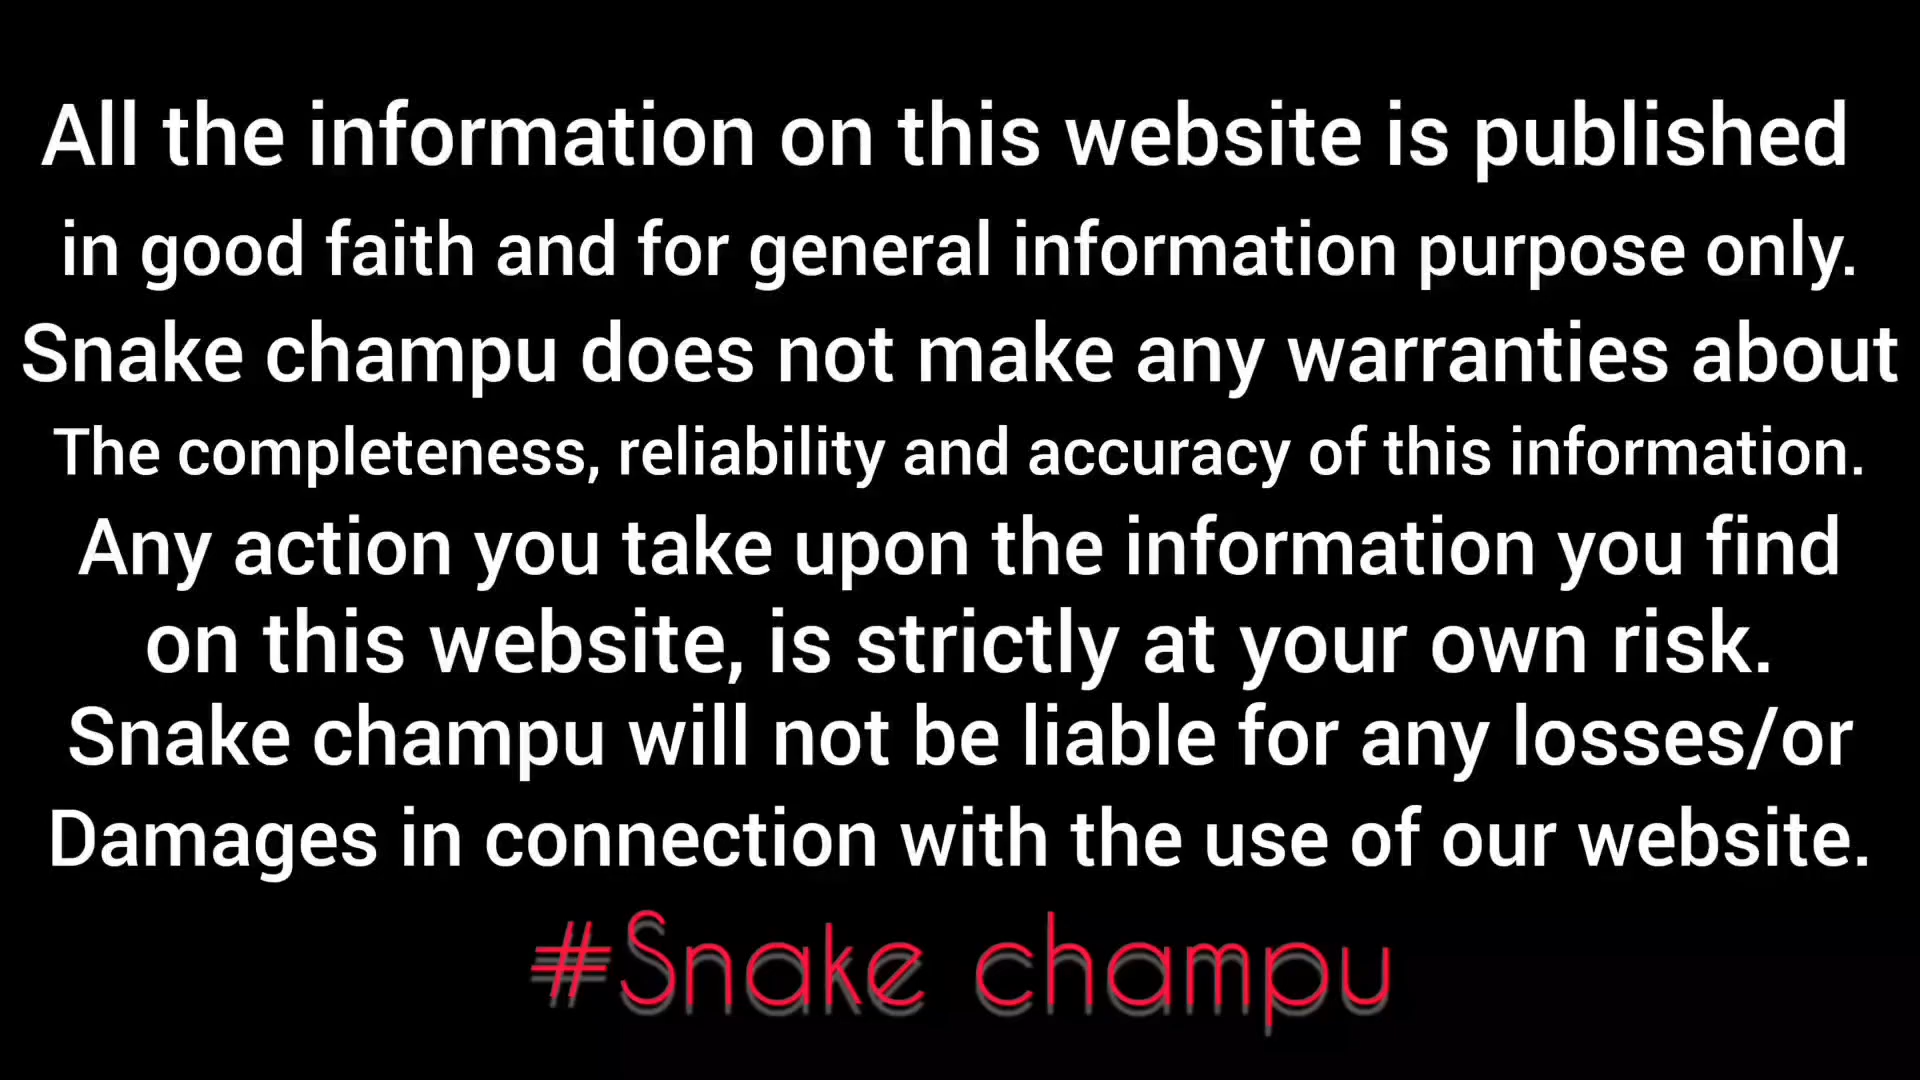 All the information on this website is published
in good faith and for general information purpose only.
Snake champu does not make any warranties about
The completeness, reliability and accuracy of this information.
Any action you take upon the information you find
on this website, is strictly at your own risk.
Snake champu will not be liable for any losses/or
Damages in connection with the use of our website.
#Snake champu